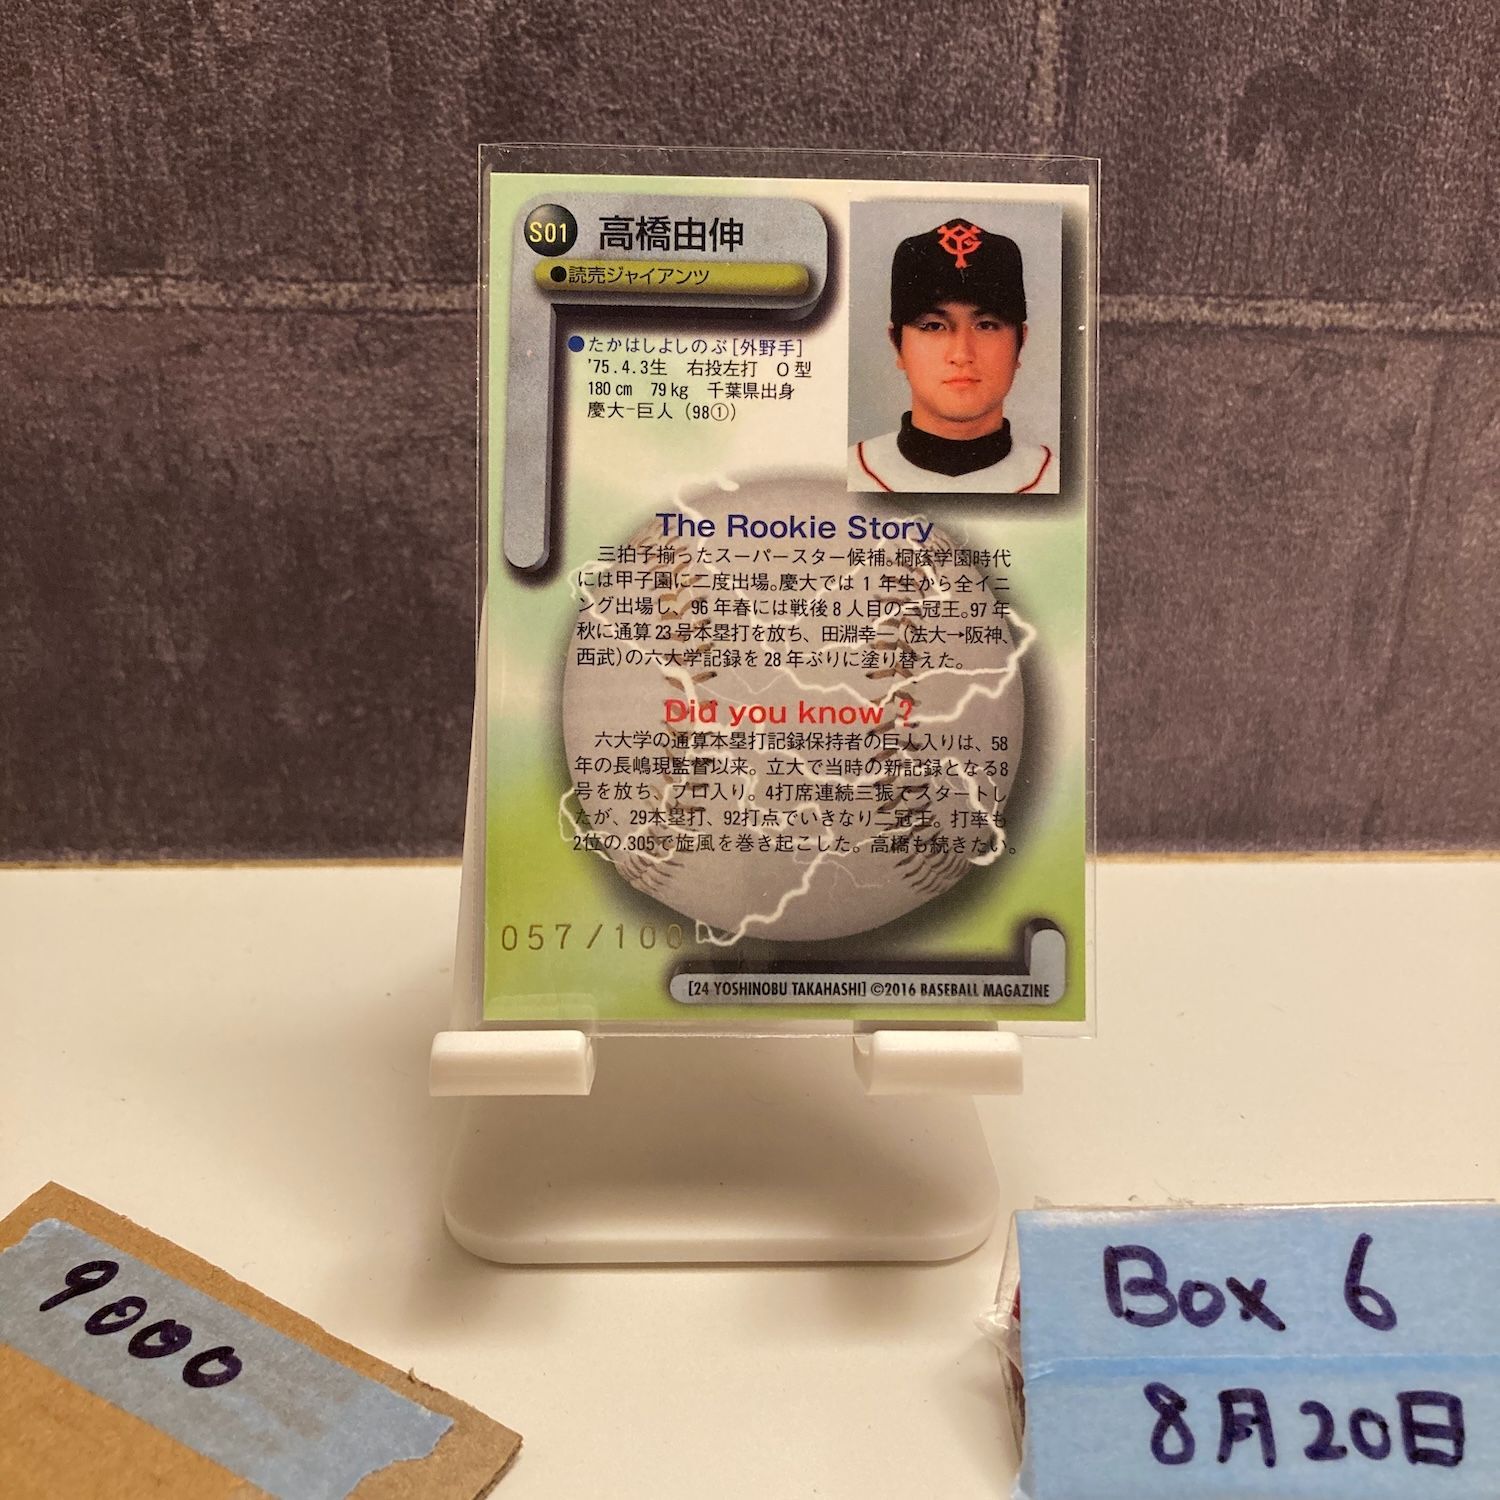 S01 高橋由伸
●読売ジャイアンツ
YG
●たかはしよしのぶ[外野手]
'75.4.3生 右投左打 O型
180cm 79kg 千葉県出身
慶大-巨人(98①)
The Rookie Story
三拍子揃ったスーパースター候補。桐蔭学園時代
には甲子園に二度出場。慶大では1年生から全イニ
ング出場し、96年春には戦後8人目の三冠王。97年
秋に通算23号本塁打を放ち、田淵幸一(法大→阪神、
西武)の六大学記録を28年ぶりに塗り替えた。
Did you know ?
六大学の通算本塁打記録保持者の巨人入りは、58
年の長嶋現監督以来。立大で当時の新記録となる8
号を放ち、プロ入り。4打席連続三振でスタートし
たが、29本塁打、92打点でいきなり二冠王。打率も
2位の.305で旋風を巻き起こした。高橋も続きたい。
057/100
[24 YOSHINOBU TAKAHASHI] ©2016 BASEBALL MAGAZINE
9000
Box 6
8月20日